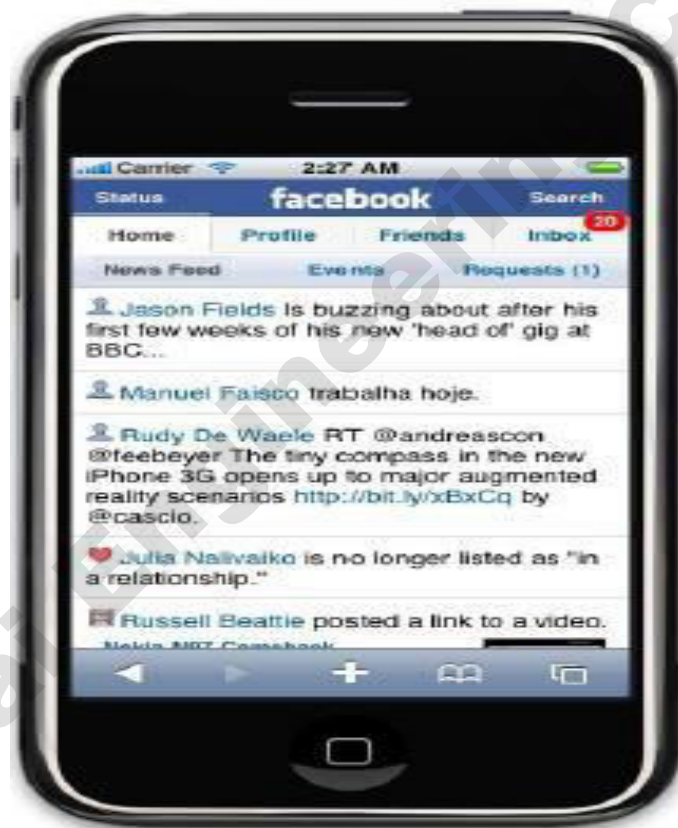 Carrier 2:27 AM
Status facebook Search
Home Profile Friends Inbox 20
News Feed Events Requests (1)
Jason Fields Is buzzing about after his
first few weeks of his new 'head of' gig at
BBC...
Manuel Faisco trabalha hoje.
Rudy De Waele RT @andreascon
@feebeyer The tiny compass in the new
iPhone 3G opens up to major augmented
reality scenarios http://bit.ly/xBxCq by
@cascio.
Julia Nalivaiko is no longer listed as "in
a relationship."
Russell Beattie posted a link to a video.
Nokia N97 Comeback